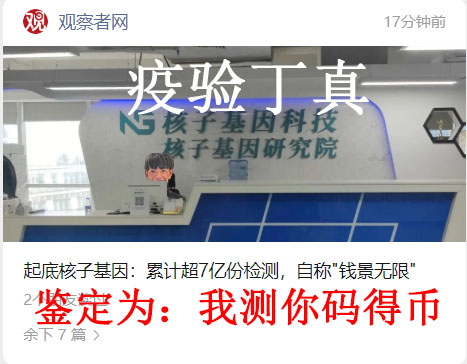 观
观察者网
17分钟前
疫验丁真
NG 核子基因科技
核子基因研究院
起底核子基因：累计超7亿份检测，自称"钱景无限"
鉴定为：我测你码得币
余下 7 篇